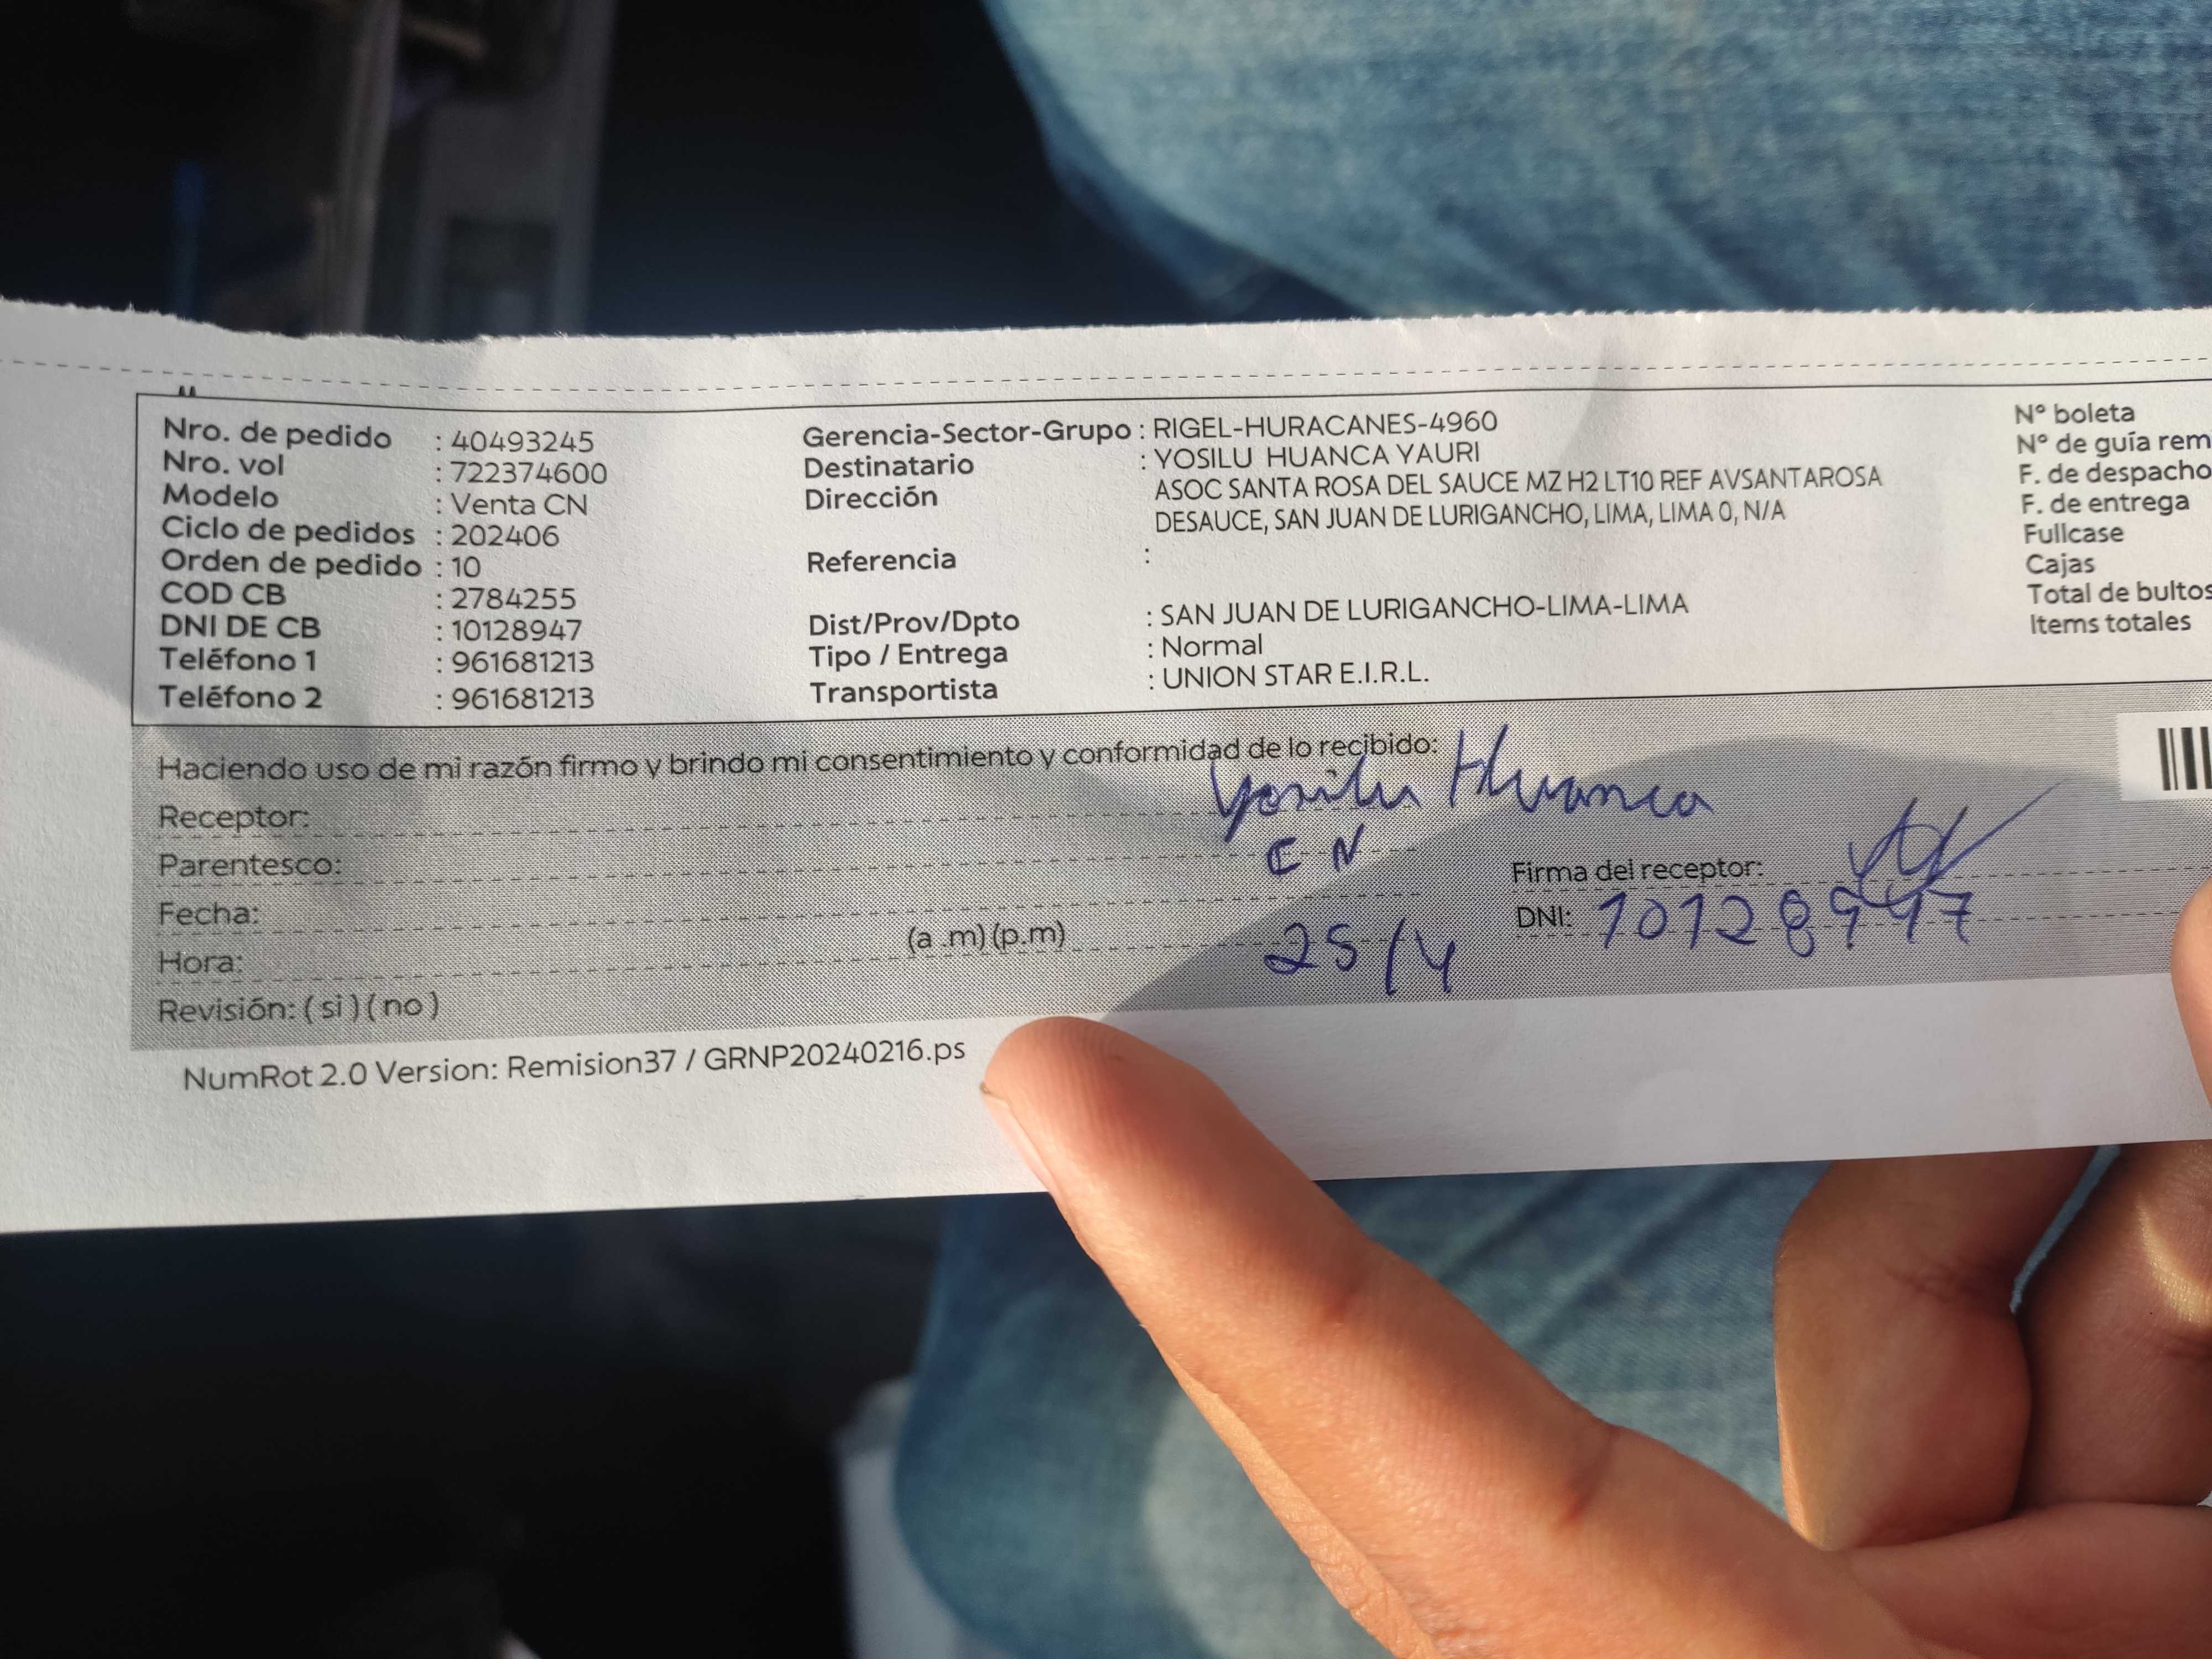 Nro. de pedido : 40493245
Nro. vol : 722374600
Modelo : Venta CN
Ciclo de pedidos : 202406
Orden de pedido : 10
COD CB : 2784255
DNI DE CB : 10128947
Teléfono 1 : 961681213
Teléfono 2 : 961681213
Gerencia-Sector-Grupo : RIGEL-HURACANES-4960
Destinatario : YOSILU HUANCA YAURI
Dirección ASOC SANTA ROSA DEL SAUCE MZ H2 LT10 REF AVSANTAROSA
DESAUCE, SAN JUAN DE LURIGANCHO, LIMA, LIMA 0, N/A
Referencia :
Dist/Prov/Dpto : SAN JUAN DE LURIGANCHO-LIMA-LIMA
Tipo / Entrega : Normal
Transportista : UNION STAR E.I.R.L.
N° boleta
N° de guía rem
F. de despacho
F. de entrega
Fullcase
Cajas
Total de bultos
Items totales
Haciendo uso de mi razón firmo y brindo mi consentimiento y conformidad de lo recibido:
Receptor: Yosilu Huanca
Parentesco: C N
Firma del receptor:
Fecha: 25/4
DNI: 10128947
Hora: (a .m) (p.m)
Revisión: ( si ) ( no )
NumRot 2.0 Version: Remision37 / GRNP20240216.ps